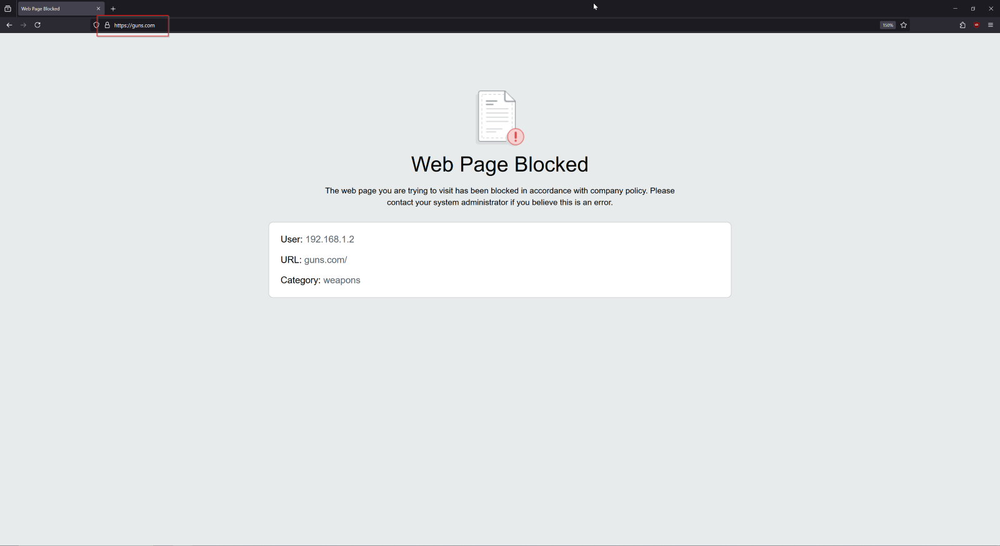 Web Page Blocked
https://guns.com
150%
Web Page Blocked
The web page you are trying to visit has been blocked in accordance with company policy. Please
contact your system administrator if you believe this is an error.
User: 192.168.1.2
URL: guns.com/
Category: weapons